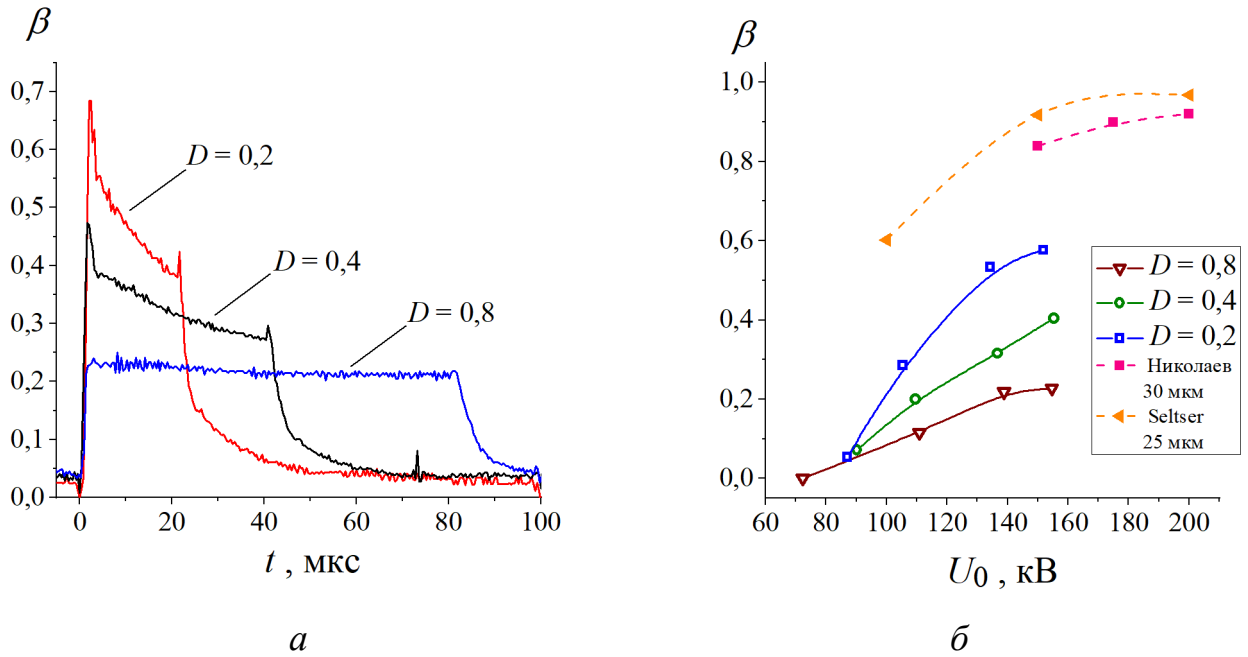 β
0,7
0,6
0,5
0,4
0,3
0,2
0,1
0,0
D = 0,2
D = 0,4
D = 0,8
0 20 40 60 80 100
t , мкс
а
β
1,0
0,8
0,6
0,4
0,2
0,0
D = 0,8
D = 0,4
D = 0,2
Николаев
30 мкм
Seltser
25 мкм
60 80 100 120 140 160 180 200
U0 , кВ
б